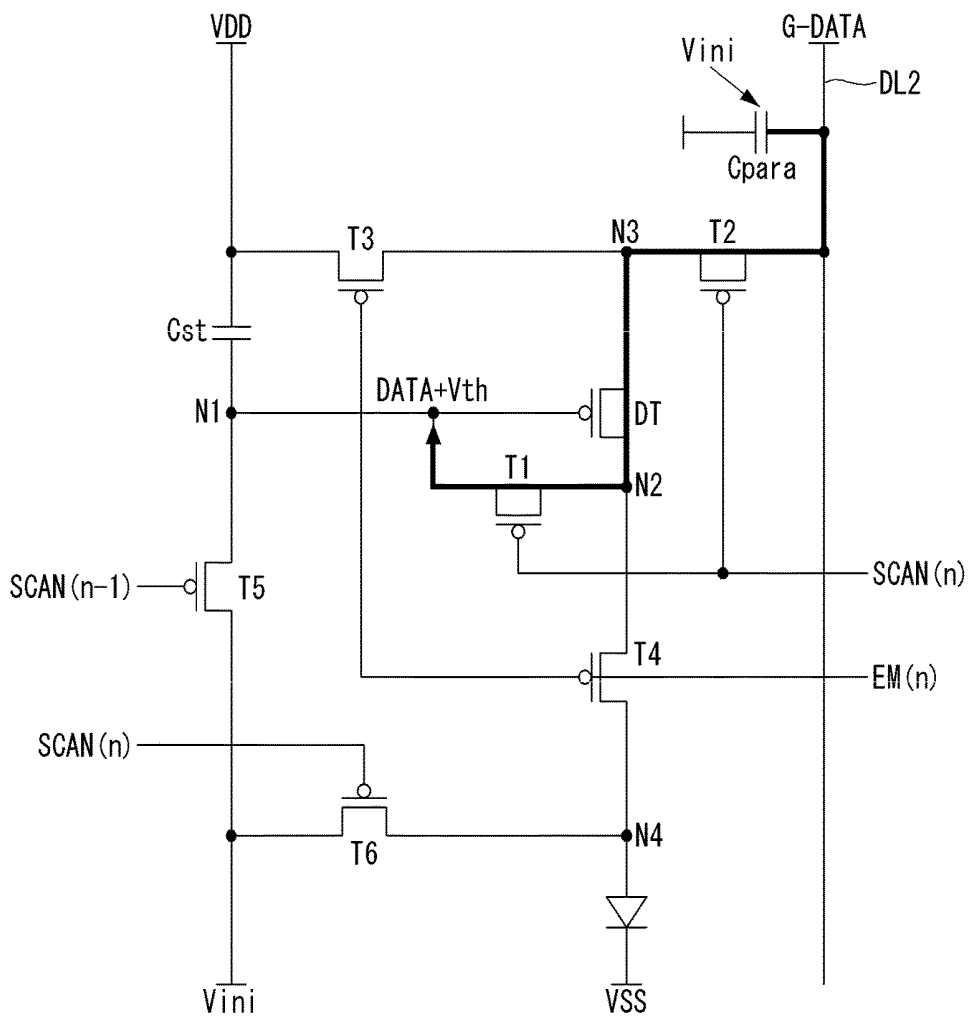 VDD
G-DATA
Vini
DL2
Cpara
T3
N3
T2
Cst
DATA+Vth
N1
DT
T1
N2
SCAN(n-1)
T5
SCAN(n)
T4
EM(n)
SCAN(n)
T6
N4
Vini
VSS